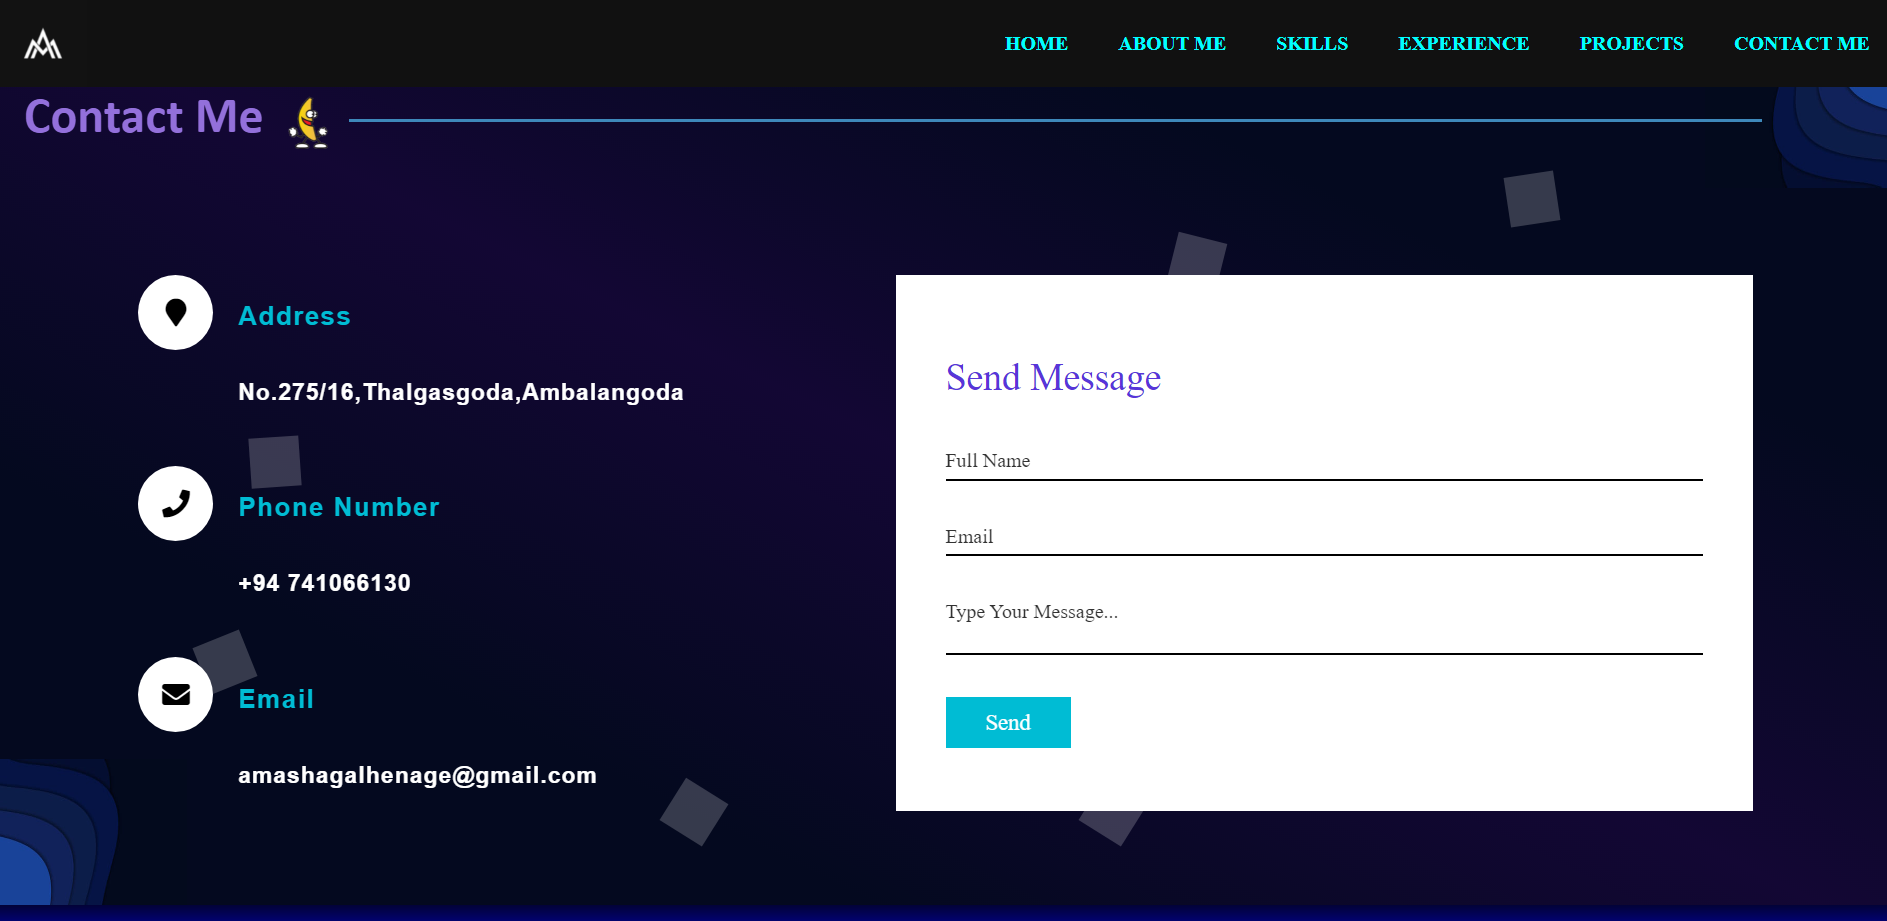 HOME ABOUT ME SKILLS EXPERIENCE PROJECTS CONTACT ME
Contact Me
Address
No.275/16,Thalgasgoda,Ambalangoda
Phone Number
+94 741066130
Email
amashagalhenage@gmail.com
Send Message
Full Name
Email
Type Your Message...
Send